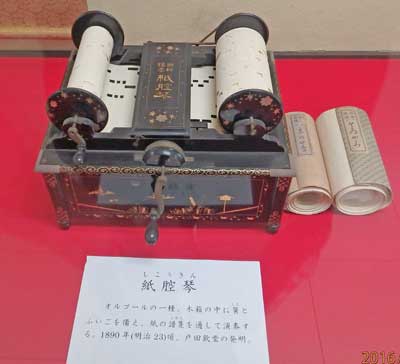 紙腔琴
しこうきん
紙腔琴
オルゴールの一種。木箱の中に簧と
ふいごを備え、紙の譜箋を通して演奏す
る。1890年(明治23)頃、戸田欽堂の発明。
2016.